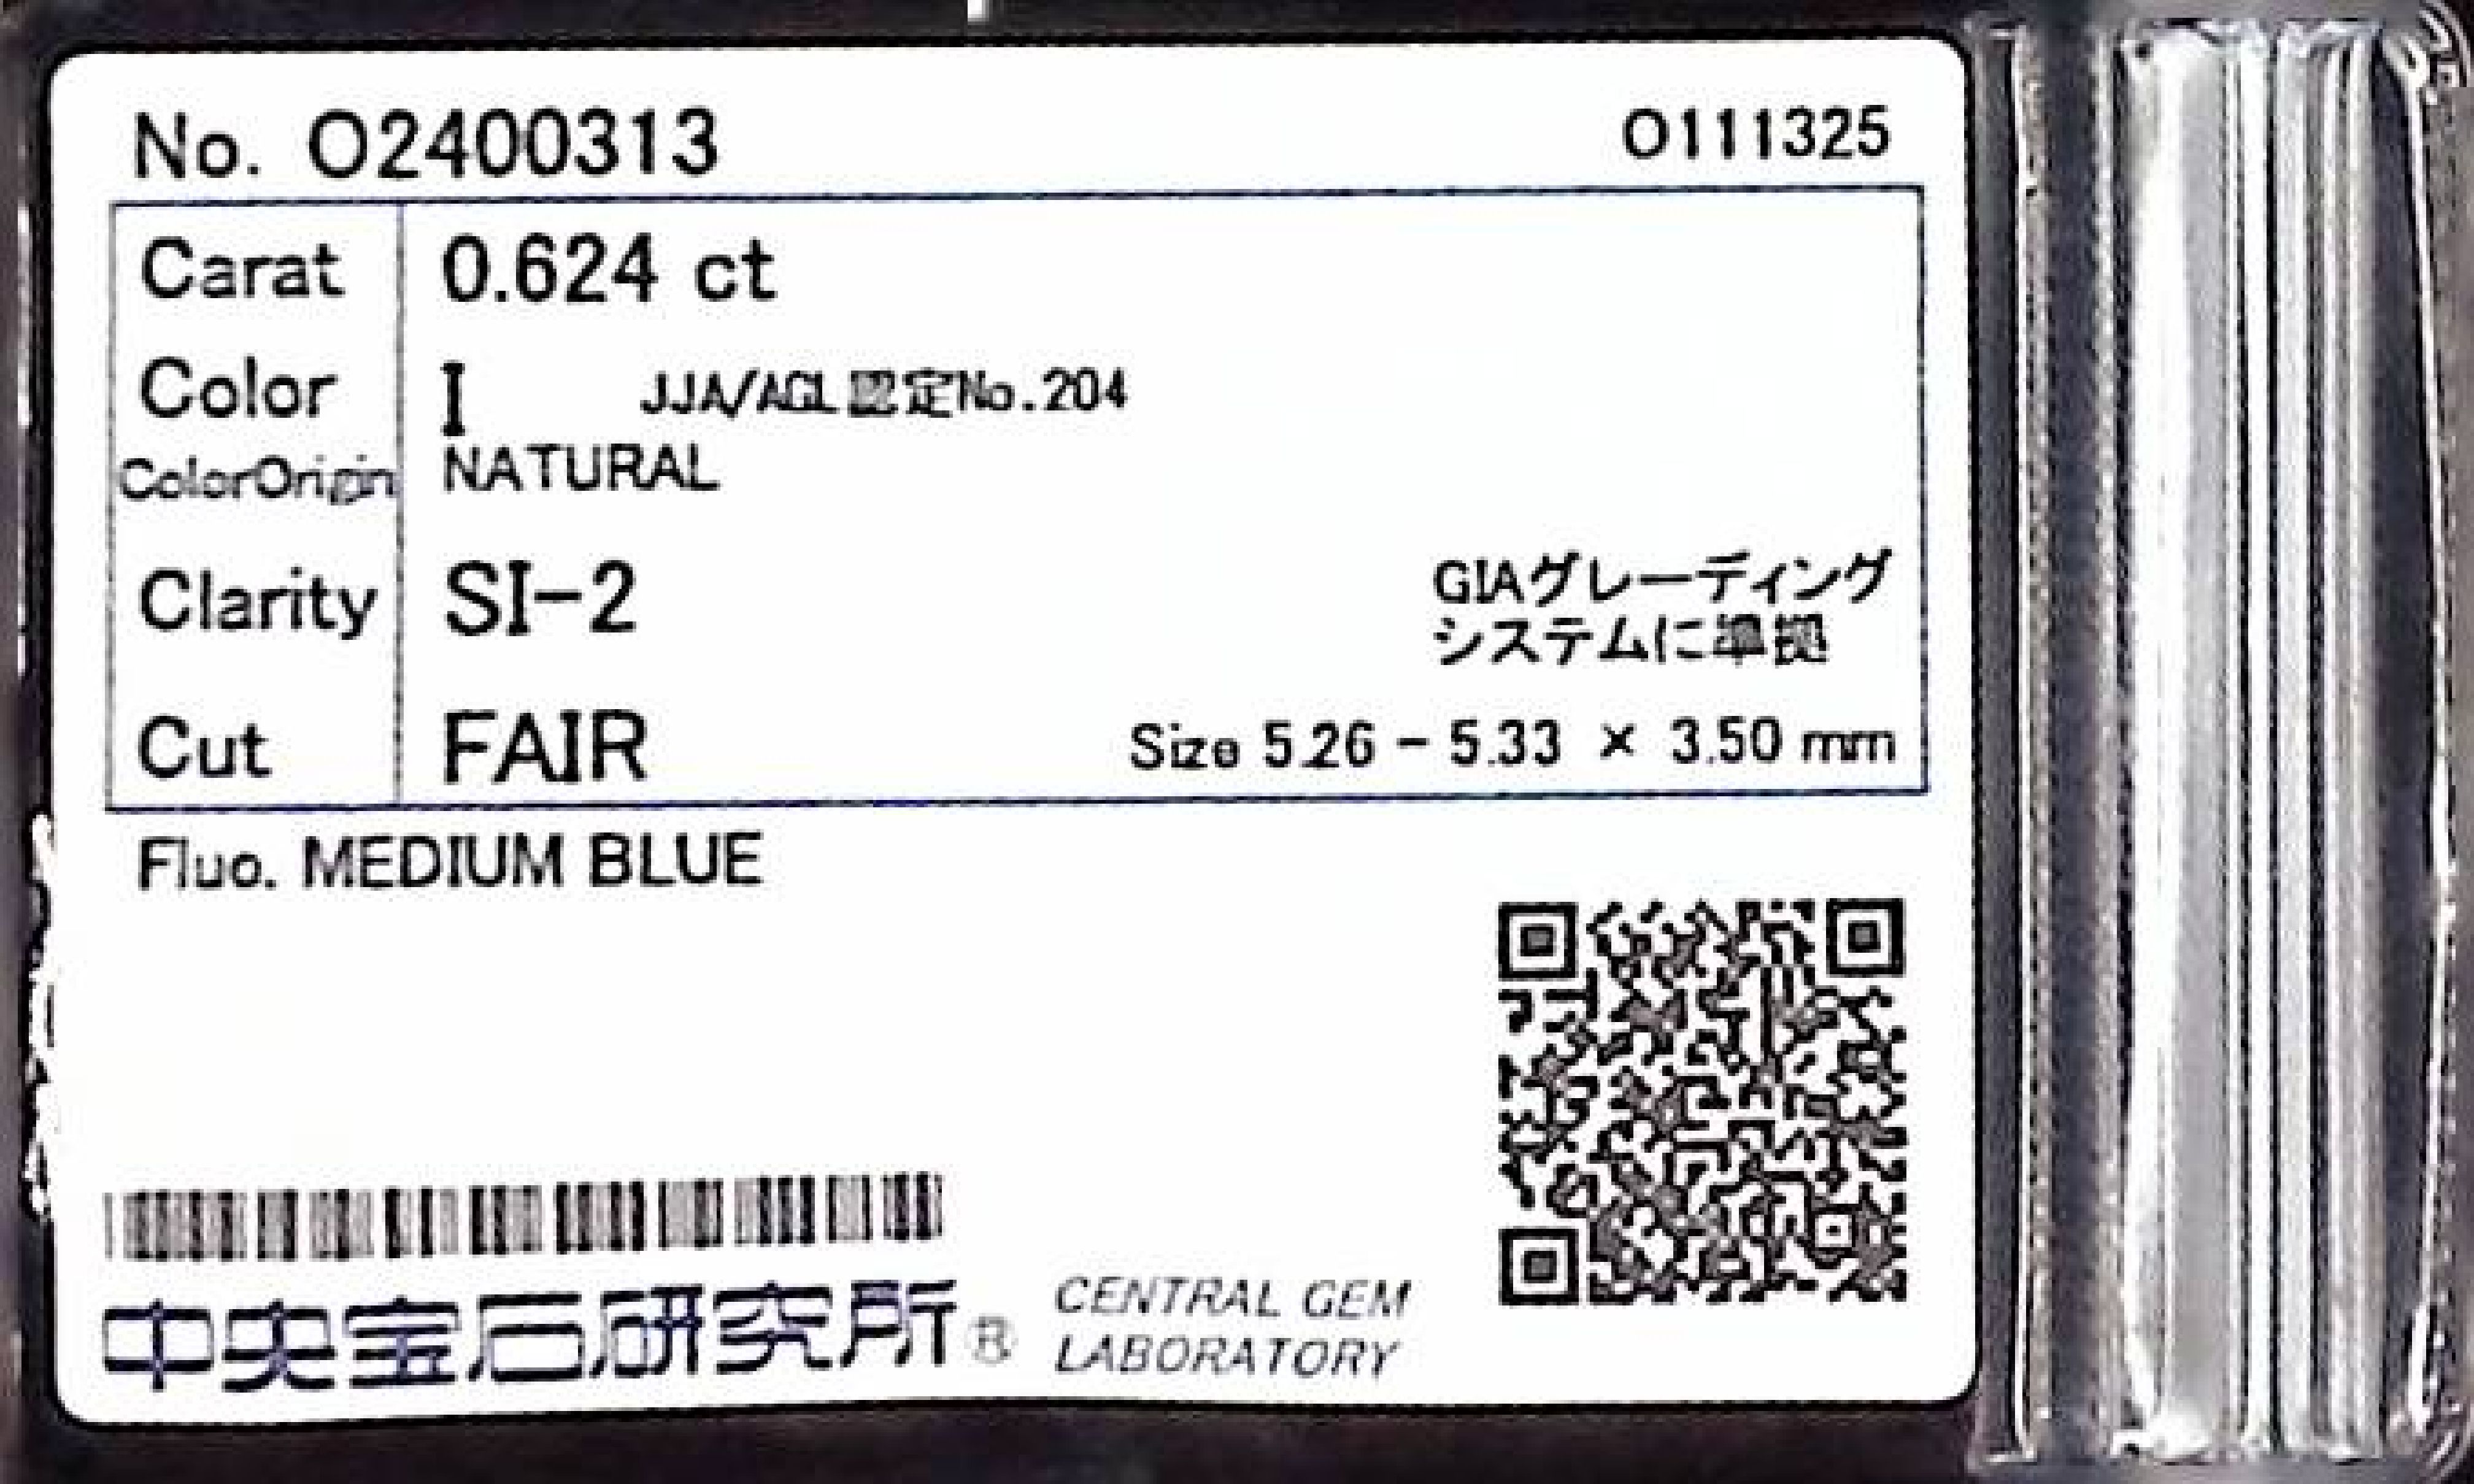 No. O2400313 O111325
Carat 0.624 ct
Color I JJA/AGL認定No.204
ColorOrigin NATURAL
Clarity SI-2
GIAグレーディング
システムに準拠
Cut FAIR Size 5.26 - 5.33 × 3.50 mm
Fluo. MEDIUM BLUE
中央宝石研究所® CENTRAL GEM
LABORATORY